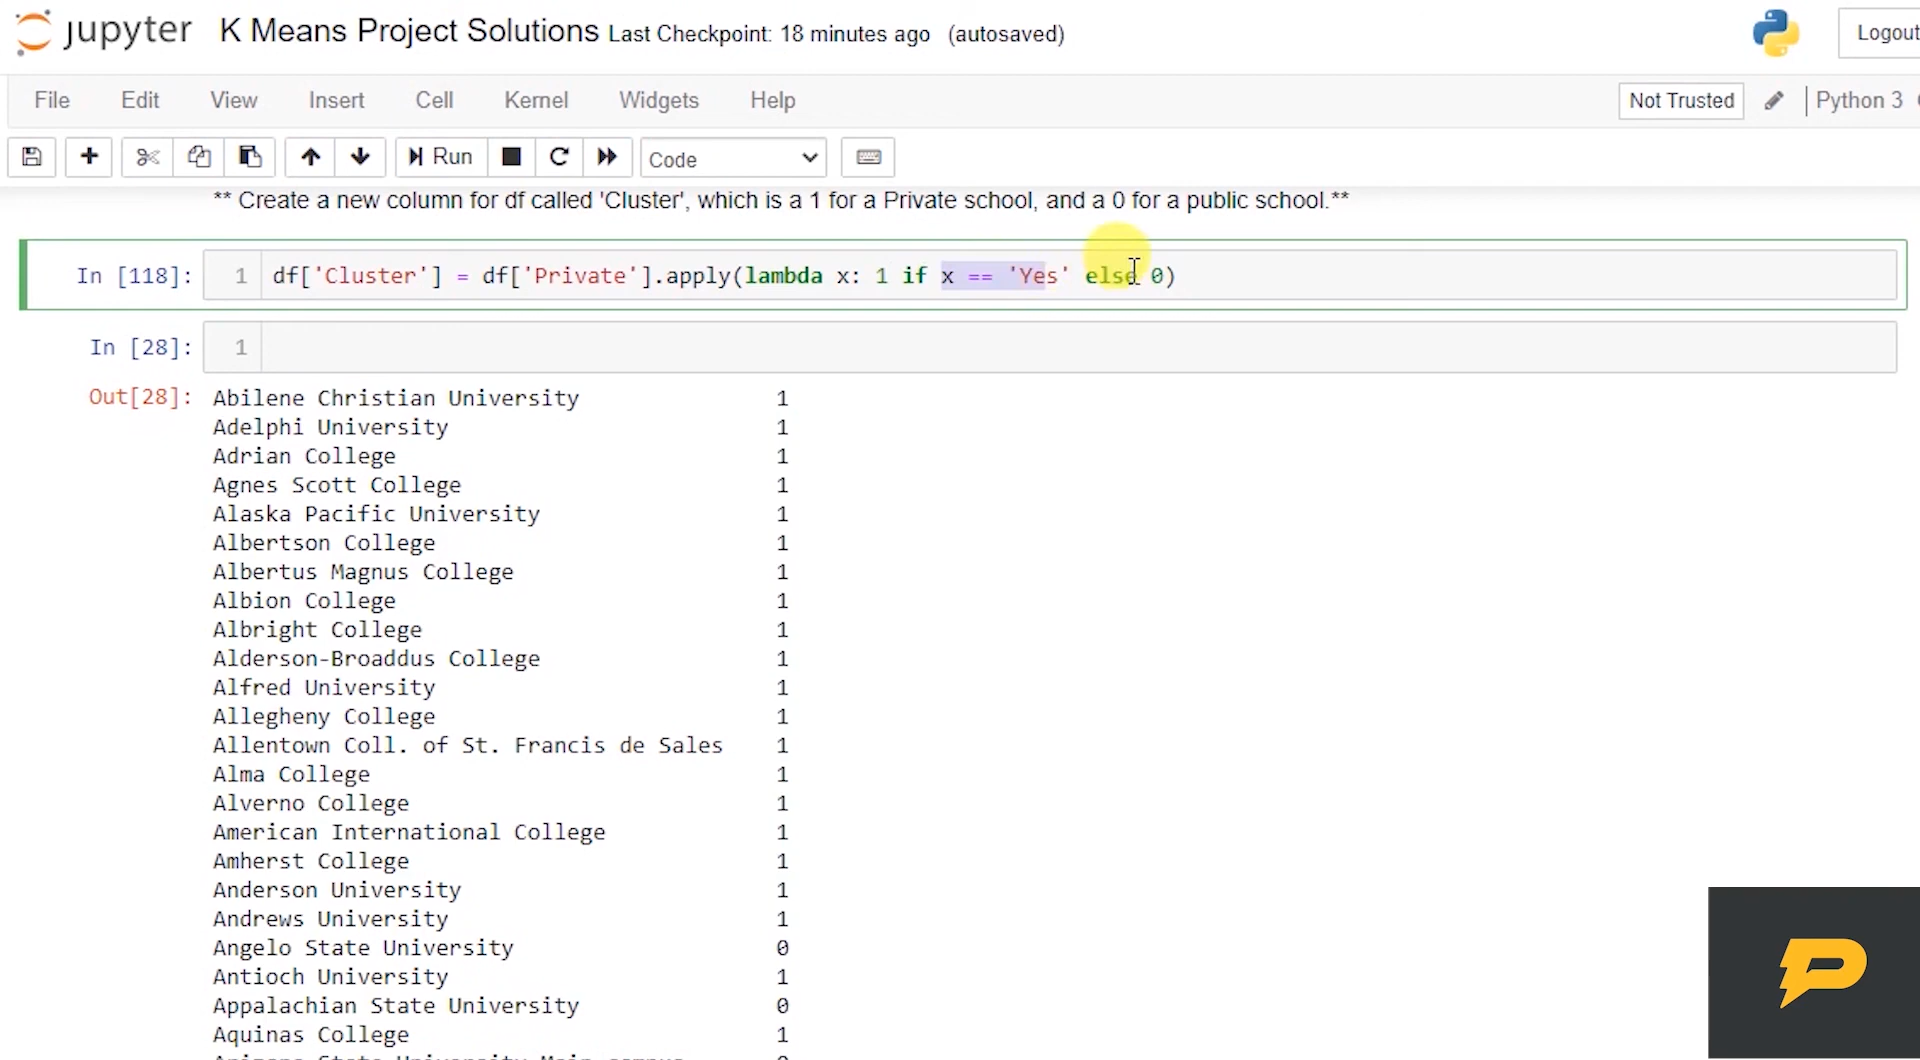 jupyter K Means Project Solutions Last Checkpoint: 18 minutes ago (autosaved) Logout
File Edit View Insert Cell Kernel Widgets Help Not Trusted Python 3
Run Code
** Create a new column for df called 'Cluster', which is a 1 for a Private school, and a 0 for a public school.**
In [118]: 1 df['Cluster'] = df['Private'].apply(lambda x: 1 if x == 'Yes' else 0)
In [28]: 1
Out[28]: Abilene Christian University 1
Adelphi University 1
Adrian College 1
Agnes Scott College 1
Alaska Pacific University 1
Albertson College 1
Albertus Magnus College 1
Albion College 1
Albright College 1
Alderson-Broaddus College 1
Alfred University 1
Allegheny College 1
Allentown Coll. of St. Francis de Sales 1
Alma College 1
Alverno College 1
American International College 1
Amherst College 1
Anderson University 1
Andrews University 1
Angelo State University 0
Antioch University 1
Appalachian State University 0
Aquinas College 1